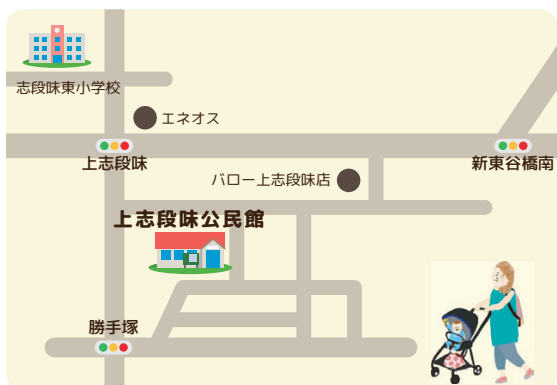 志段味東小学校
エネオス
上志段味
新東谷橋南
バロー上志段味店
上志段味公民館
勝手塚